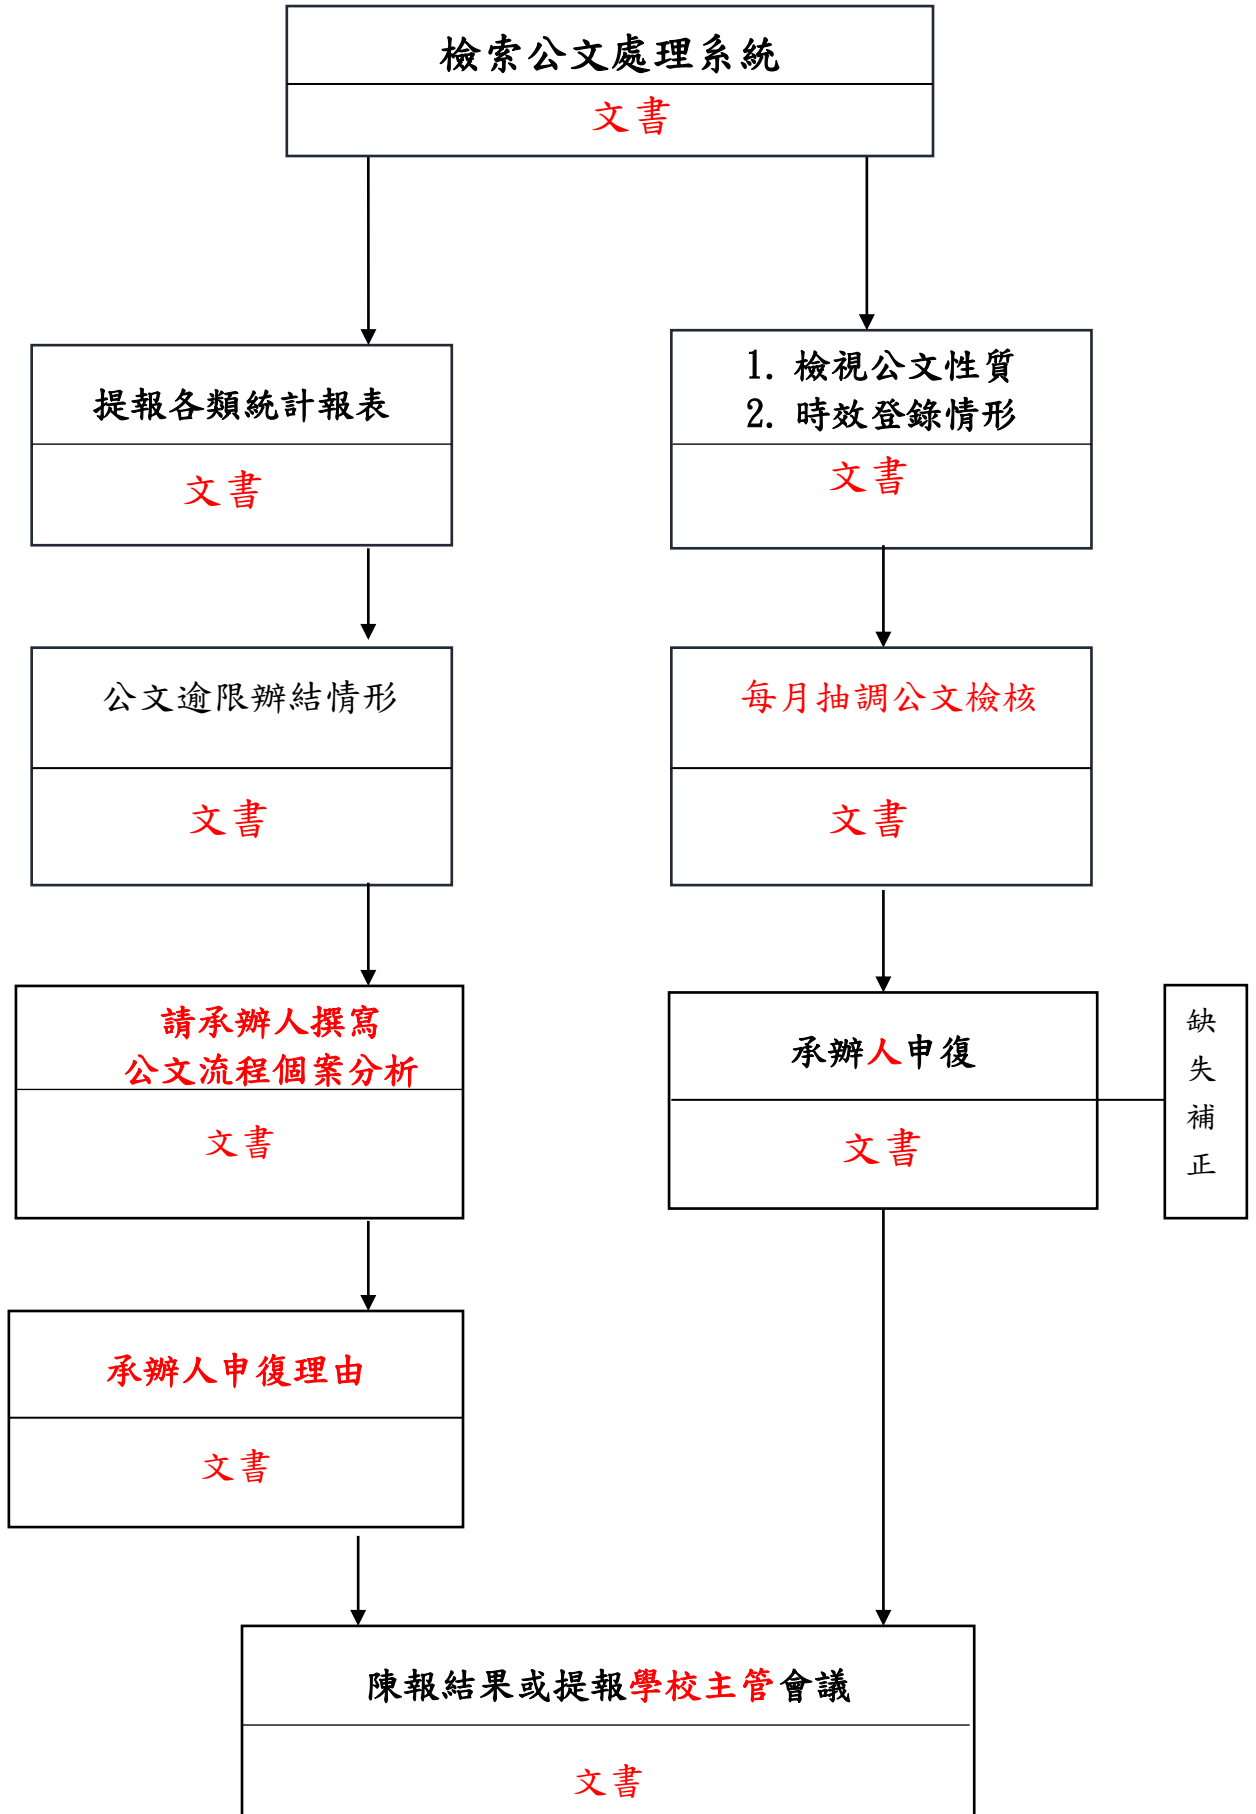 檢索公文處理系統
文書
提報各類統計報表
文書
1. 檢視公文性質
2. 時效登錄情形
文書
公文逾限辦結情形
文書
每月抽調公文檢核
文書
請承辦人撰寫
公文流程個案分析
文書
承辦人申復
文書
缺
失
補
正
承辦人申復理由
文書
陳報結果或提報學校主管會議
文書